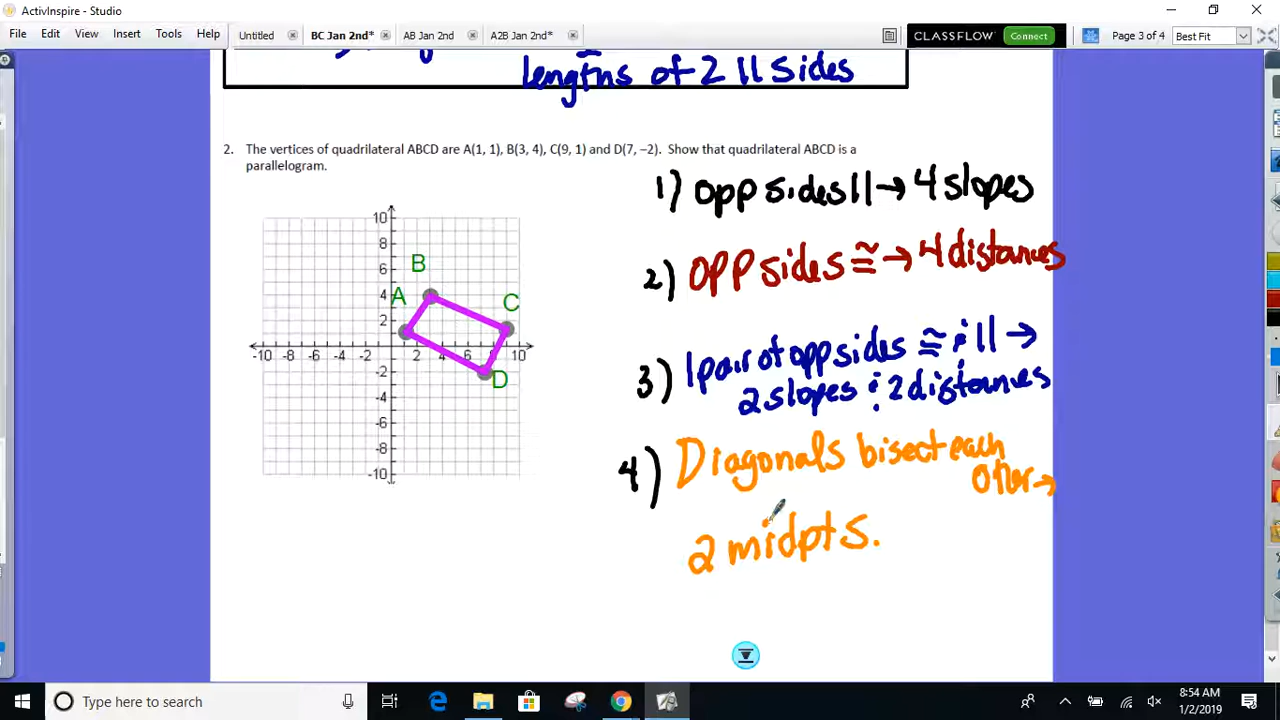 ActivInspire - Studio
File Edit View Insert Tools Help Untitled BC Jan 2nd* AB Jan 2nd A2B Jan 2nd* CLASSFLOW Connect Page 3 of 4 Best Fit
lengths of 2 || Sides
2. The vertices of quadrilateral ABCD are A(1, 1), B(3, 4), C(9, 1) and D(7, −2). Show that quadrilateral ABCD is a
parallelogram.
10
8
6
4
2
-10 -8 -6 -4 -2 2 4 6 8 10
-2
-4
-6
-8
-10
B
A
C
D
1) opp sides || → 4 slopes
2) opp sides ≅ → 4 distances
3) 1 pair of opp sides ≅ & || →
2 slopes & 2 distances
4) Diagonals bisect each
other →
2 midpts.
Type here to search
8:54 AM
1/2/2019